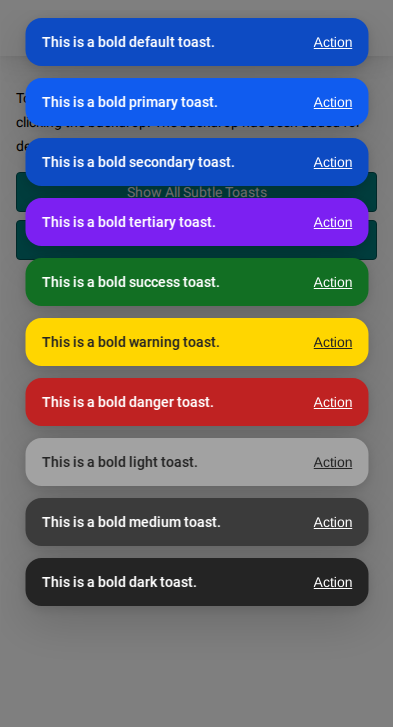 This is a bold default toast. Action
This is a bold primary toast. Action
This is a bold secondary toast. Action
Show All Subtle Toasts
This is a bold tertiary toast. Action
This is a bold success toast. Action
This is a bold warning toast. Action
This is a bold danger toast. Action
This is a bold light toast. Action
This is a bold medium toast. Action
This is a bold dark toast. Action